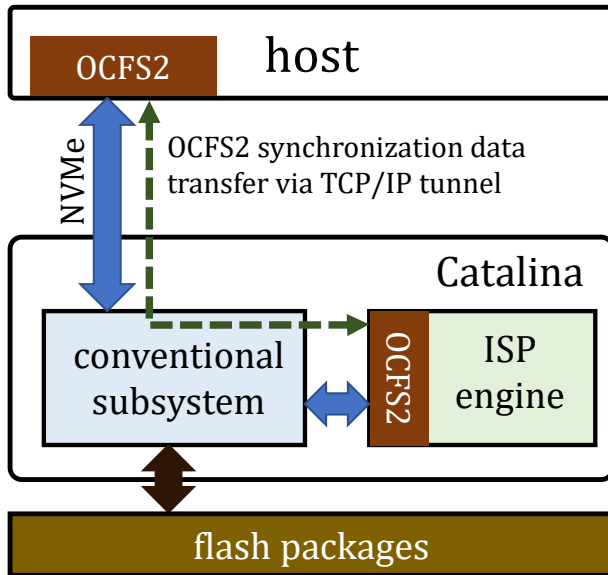 OCFS2
host
NVMe
OCFS2 synchronization data
transfer via TCP/IP tunnel
Catalina
conventional
subsystem
OCFS2
ISP
engine
flash packages